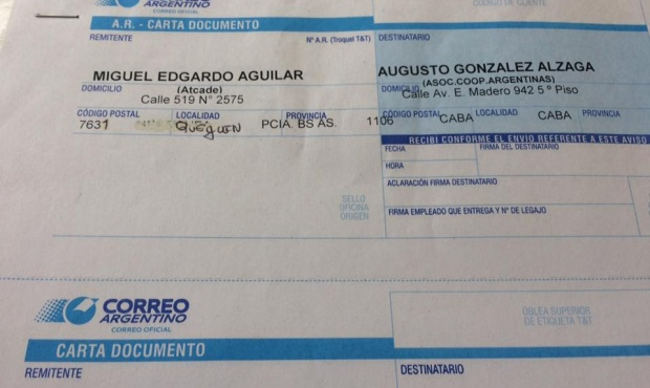 ARGENTINO
CORREO OFICIAL
CÓDIGO DE CLIENTE
A.R. - CARTA DOCUMENTO
REMITENTE
Nº A.R. (Troquel T&T)
DESTINATARIO
MIGUEL EDGARDO AGUILAR
AUGUSTO GONZALEZ ALZAGA
DOMICILIO
(Atcade)
(ASOC.COOP.ARGENTINAS)
Calle 519 N° 2575
DOMICILIO
Calle Av. E. Madero 942 5 º Piso
CÓDIGO POSTAL
LOCALIDAD
PROVINCIA
CÓDIGO POSTAL
LOCALIDAD
PROVINCIA
7631
Quequen
PCIA. BS AS.
1106
CABA
CABA
RECIBÍ CONFORME EL ENVÍO REFERENTE A ESTE AVISO
FECHA
FIRMA DEL DESTINATARIO
HORA
SELLO
OFICINA
ORIGEN
ACLARACIÓN FIRMA DESTINATARIO
FIRMA EMPLEADO QUE ENTREGA Y Nº DE LEGAJO
CORREO
ARGENTINO
CORREO OFICIAL
OBLEA SUPERIOR
DE ETIQUETA T&T
CARTA DOCUMENTO
REMITENTE
DESTINATARIO